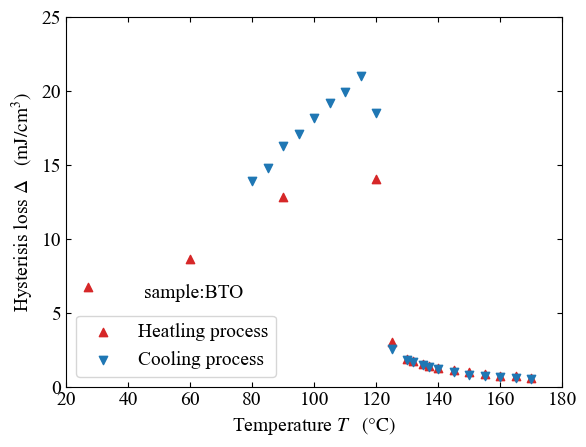 25
20
15
10
5
0
Hysterisis loss Δ (mJ/cm³)
sample:BTO
Heatling process
Cooling process
20 40 60 80 100 120 140 160 180
Temperature T (°C)